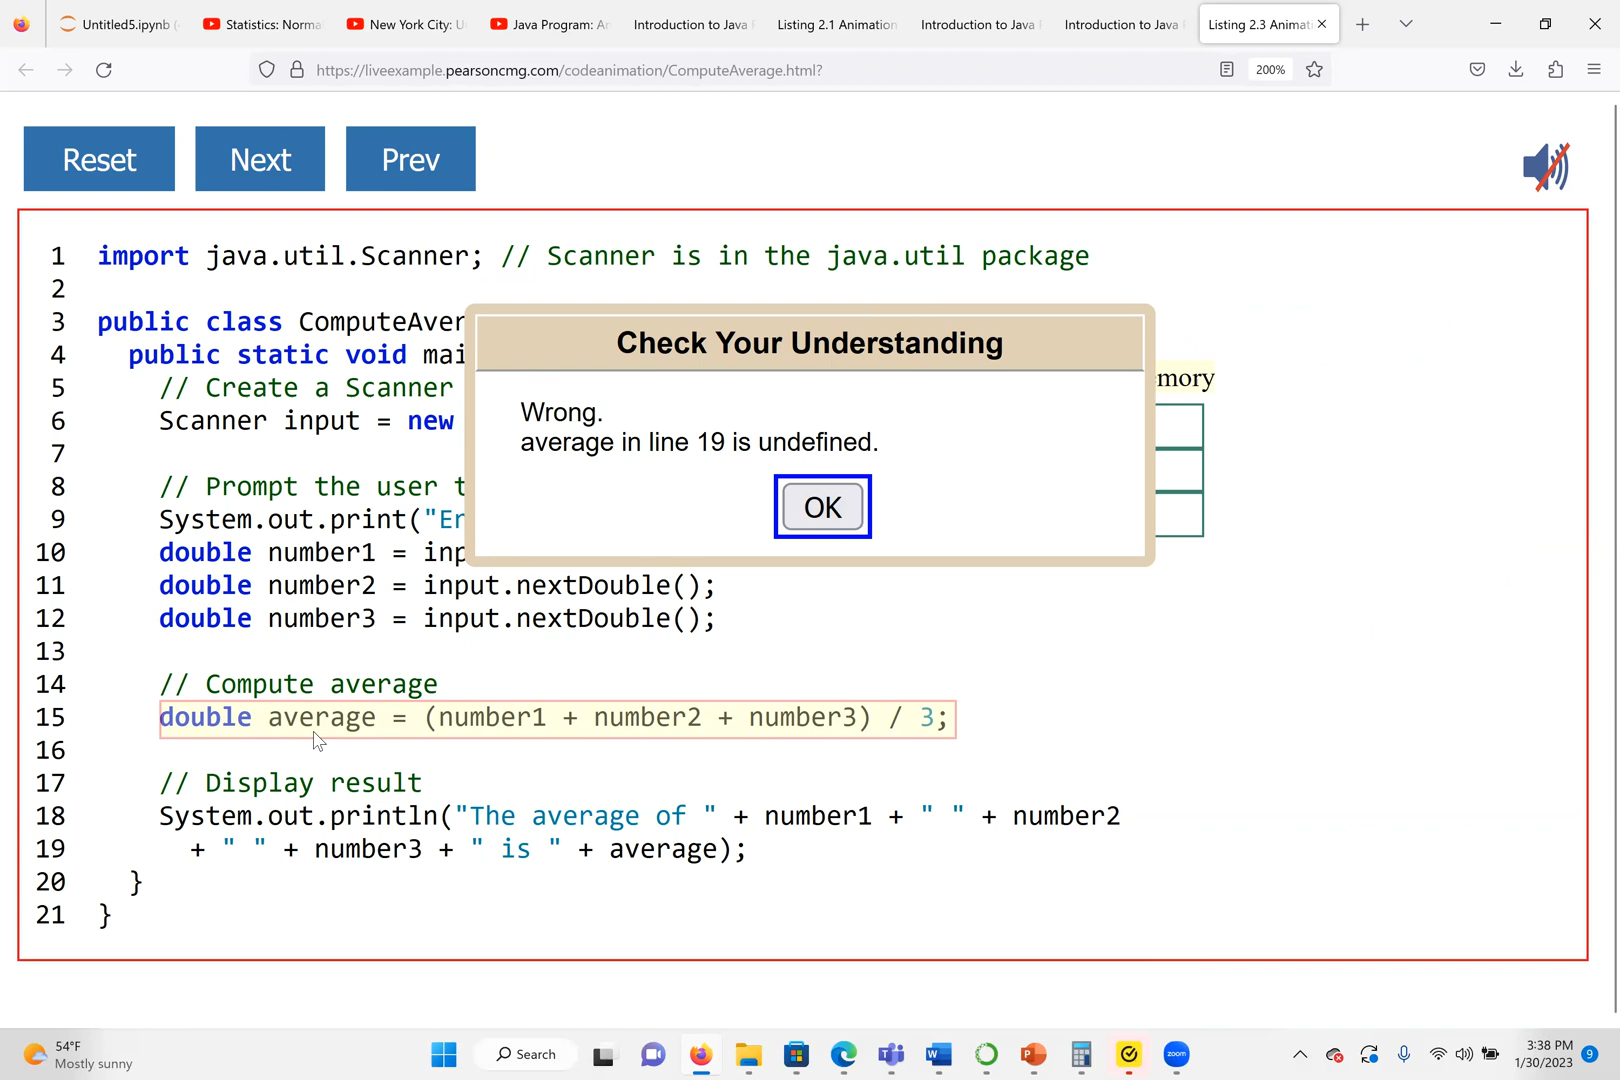 Untitled5.ipynb
Statistics: Norma
New York City: U
Java Program: An
Introduction to Java
Listing 2.1 Animation
Introduction to Java
Introduction to Java
Listing 2.3 Animati
https://liveexample.pearsoncmg.com/codeanimation/ComputeAverage.html?
200%
Reset Next Prev
1 import java.util.Scanner; // Scanner is in the java.util package
2
3 public class ComputeAver
4 public static void mai
5 // Create a Scanner
6 Scanner input = new
7
8 // Prompt the user t
9 System.out.print("En
10 double number1 = inp
11 double number2 = input.nextDouble();
12 double number3 = input.nextDouble();
13
14 // Compute average
15 double average = (number1 + number2 + number3) / 3;
16
17 // Display result
18 System.out.println("The average of " + number1 + " " + number2
19 + " " + number3 + " is " + average);
20 }
21 }
Check Your Understanding
Wrong.
average in line 19 is undefined.
OK
mory
54°F
Mostly sunny
Search
W
P
zoom
3:38 PM
1/30/2023
9